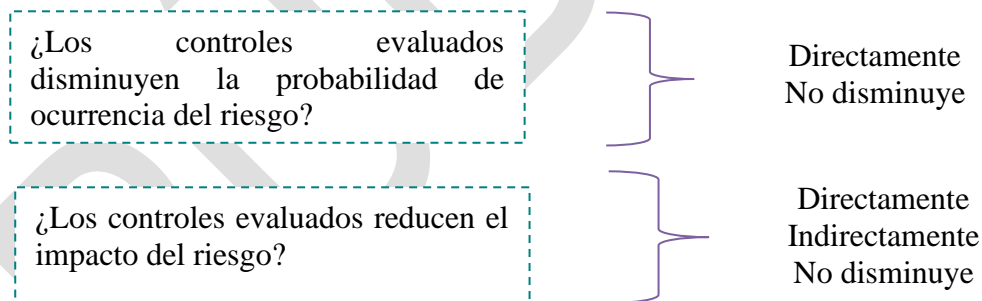 ¿Los controles evaluados
disminuyen la probabilidad de
ocurrencia del riesgo?
Directamente
No disminuye
¿Los controles evaluados reducen el
impacto del riesgo?
Directamente
Indirectamente
No disminuye